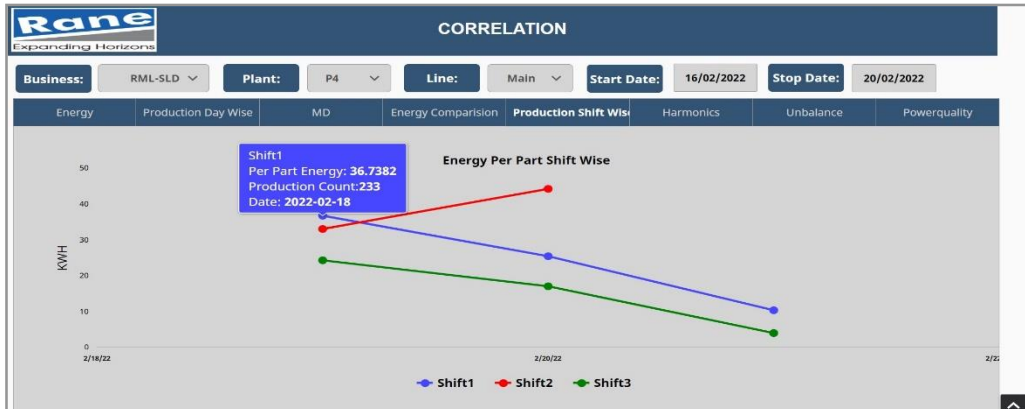 Rane
Expanding Horizons
CORRELATION
Business: RML-SLD Plant: P4 Line: Main Start Date: 16/02/2022 Stop Date: 20/02/2022
Energy Production Day Wise MD Energy Comparision Production Shift Wise Harmonics Unbalance Powerquality
Energy Per Part Shift Wise
Shift1
Per Part Energy: 36.7382
Production Count:233
Date: 2022-02-18
KWH
50
40
30
20
10
0
2/18/22 2/20/22 2/22
Shift1 Shift2 Shift3